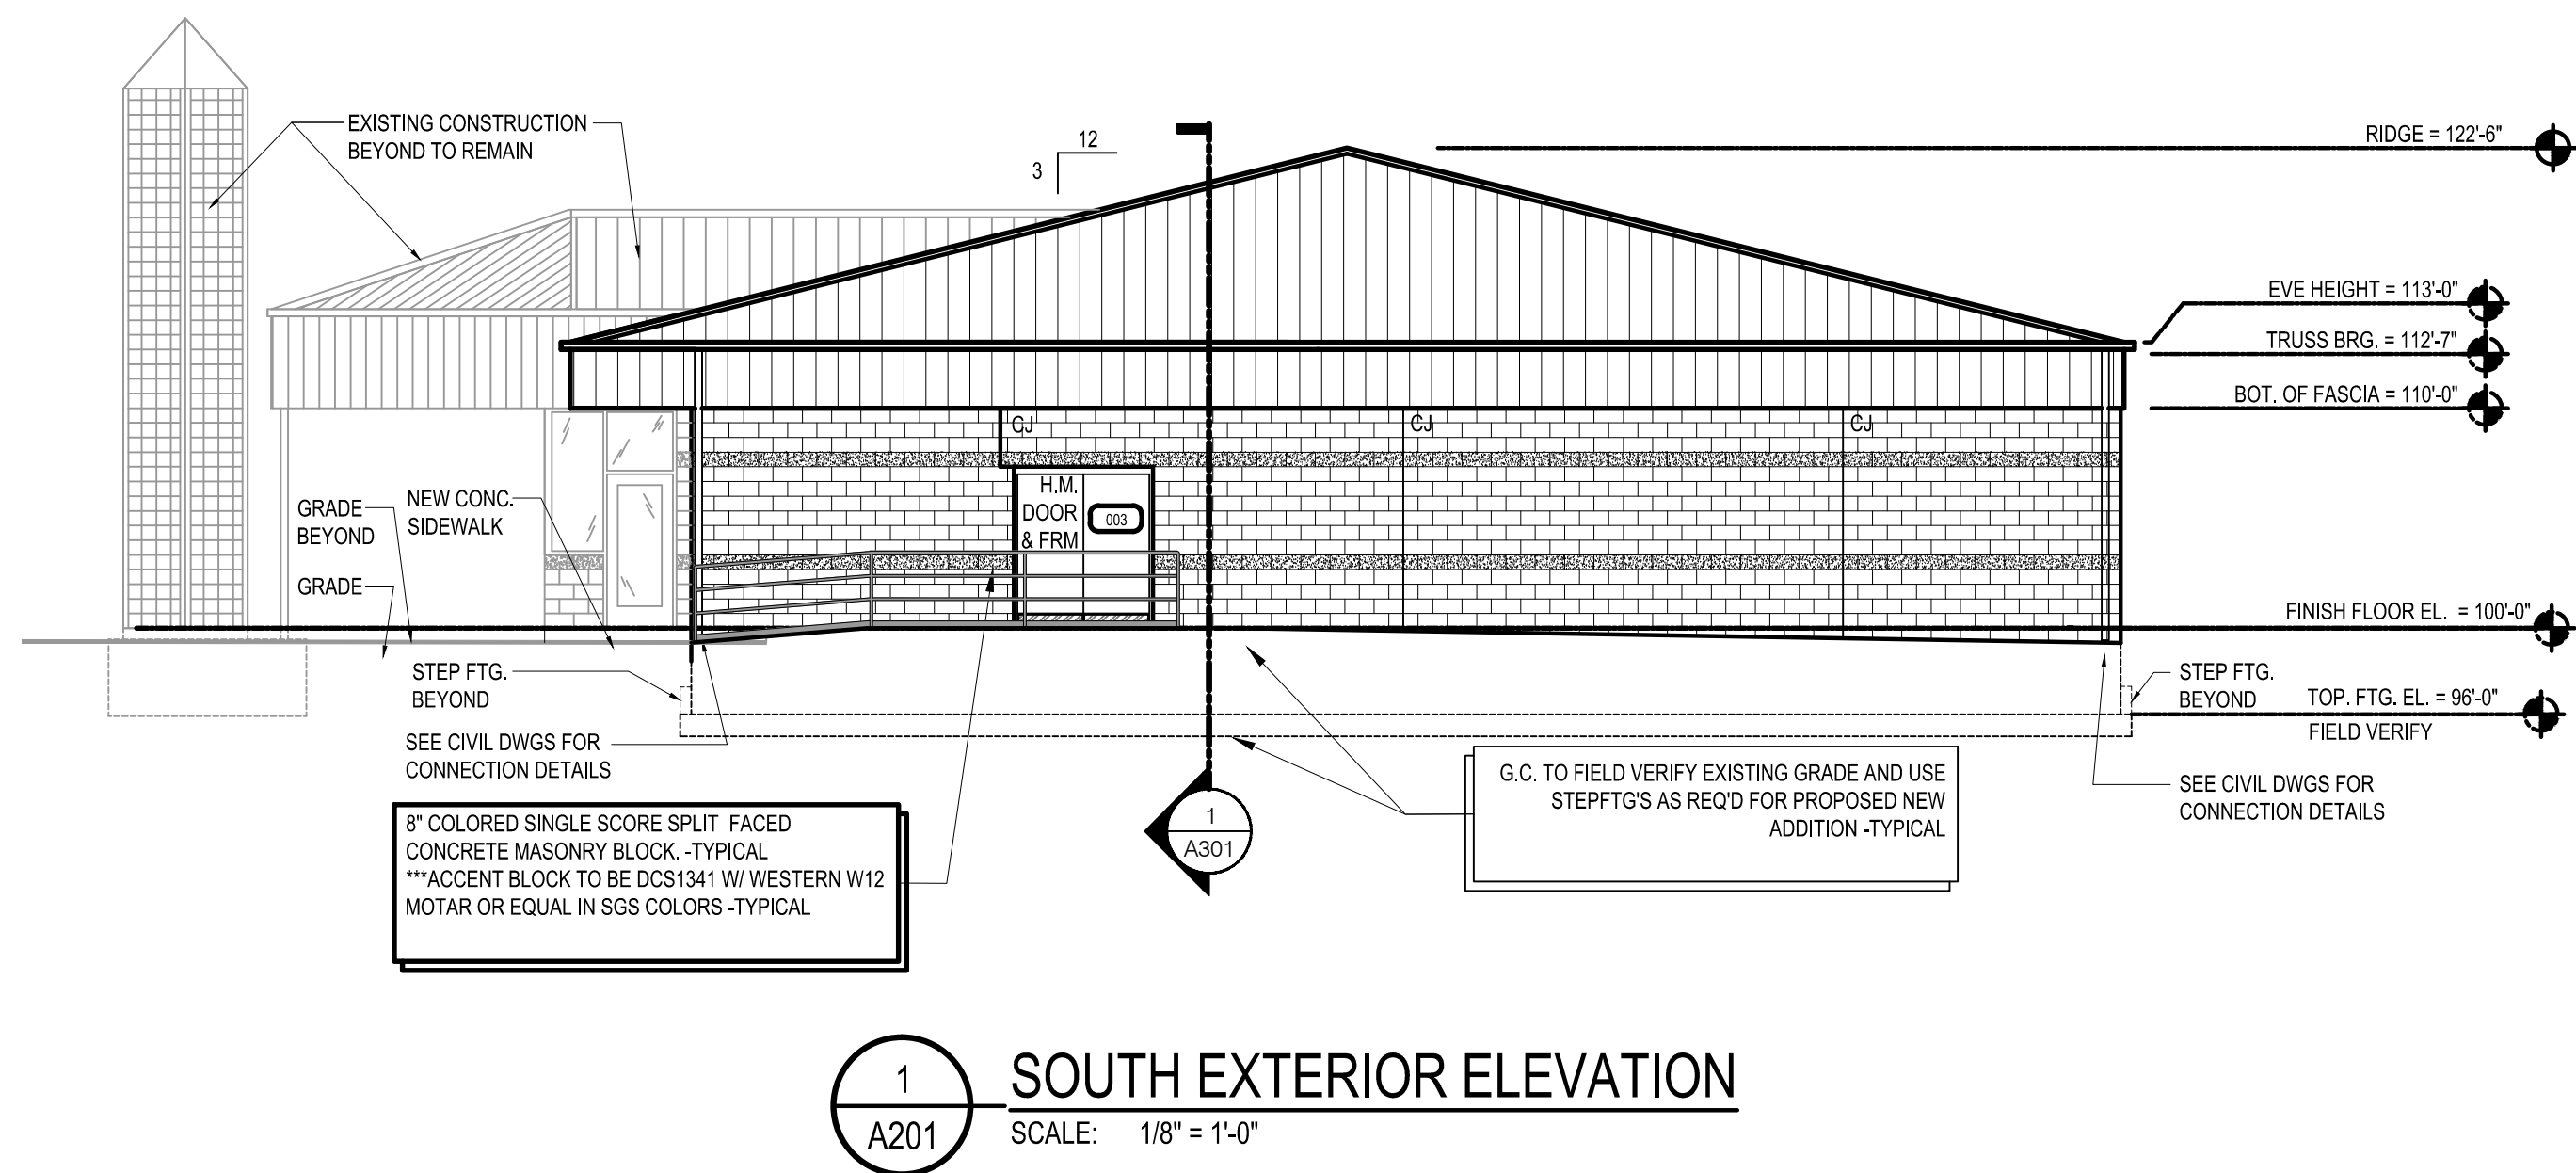 EXISTING CONSTRUCTION
BEYOND TO REMAIN
12
3
RIDGE = 122'-6"
EVE HEIGHT = 113'-0"
TRUSS BRG. = 112'-7"
BOT. OF FASCIA = 110'-0"
CJ
CJ
CJ
H.M.
DOOR
& FRM
003
GRADE
BEYOND
NEW CONC.
SIDEWALK
GRADE
FINISH FLOOR EL. = 100'-0"
STEP FTG.
BEYOND
STEP FTG.
BEYOND
TOP. FTG. EL. = 96'-0"
FIELD VERIFY
SEE CIVIL DWGS FOR
CONNECTION DETAILS
SEE CIVIL DWGS FOR
CONNECTION DETAILS
G.C. TO FIELD VERIFY EXISTING GRADE AND USE
STEPFTG'S AS REQ'D FOR PROPOSED NEW
ADDITION -TYPICAL
8" COLORED SINGLE SCORE SPLIT FACED
CONCRETE MASONRY BLOCK. -TYPICAL
***ACCENT BLOCK TO BE DCS1341 W/ WESTERN W12
MOTAR OR EQUAL IN SGS COLORS -TYPICAL
1
A301
1
A201
SOUTH EXTERIOR ELEVATION
SCALE: 1/8" = 1'-0"